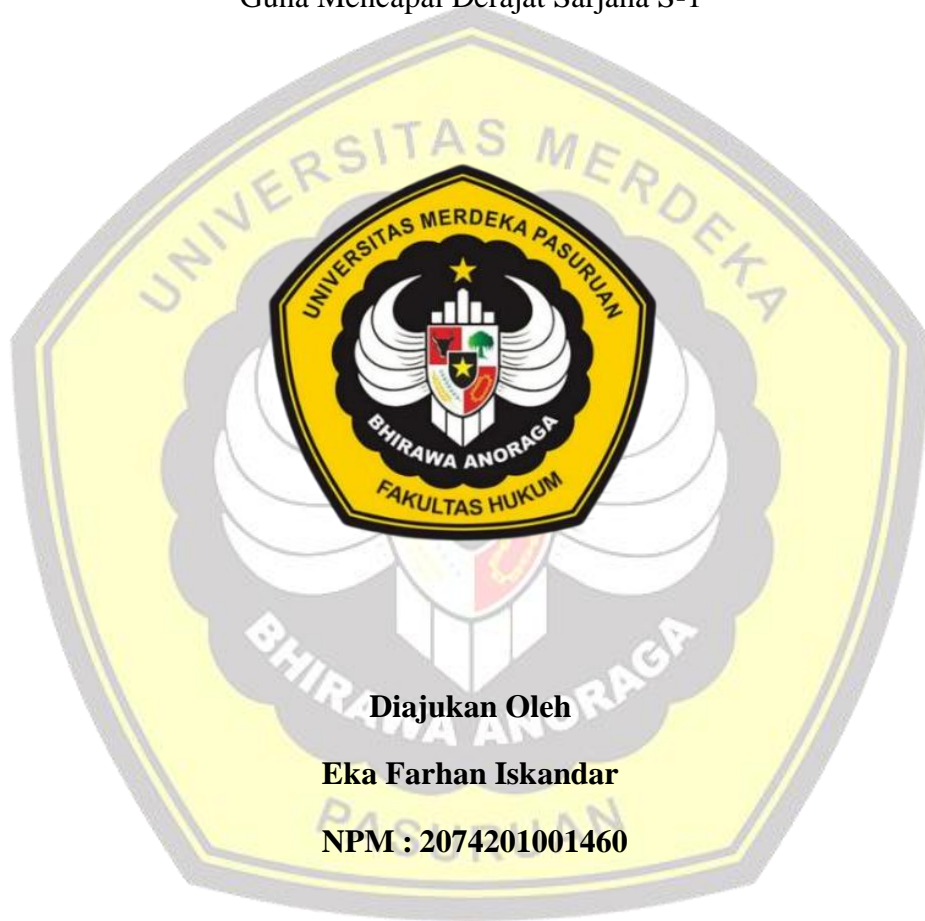 Guna Mencapai Derajat Sarjana S-1
UNIVERSITAS MERDEKA
UNIVERSITAS MERDEKA PASURUAN
BHIRAWA ANORAGA
FAKULTAS HUKUM
BHIRAWA ANORAGA
Diajukan Oleh
Eka Farhan Iskandar
PASURUAN
NPM : 2074201001460